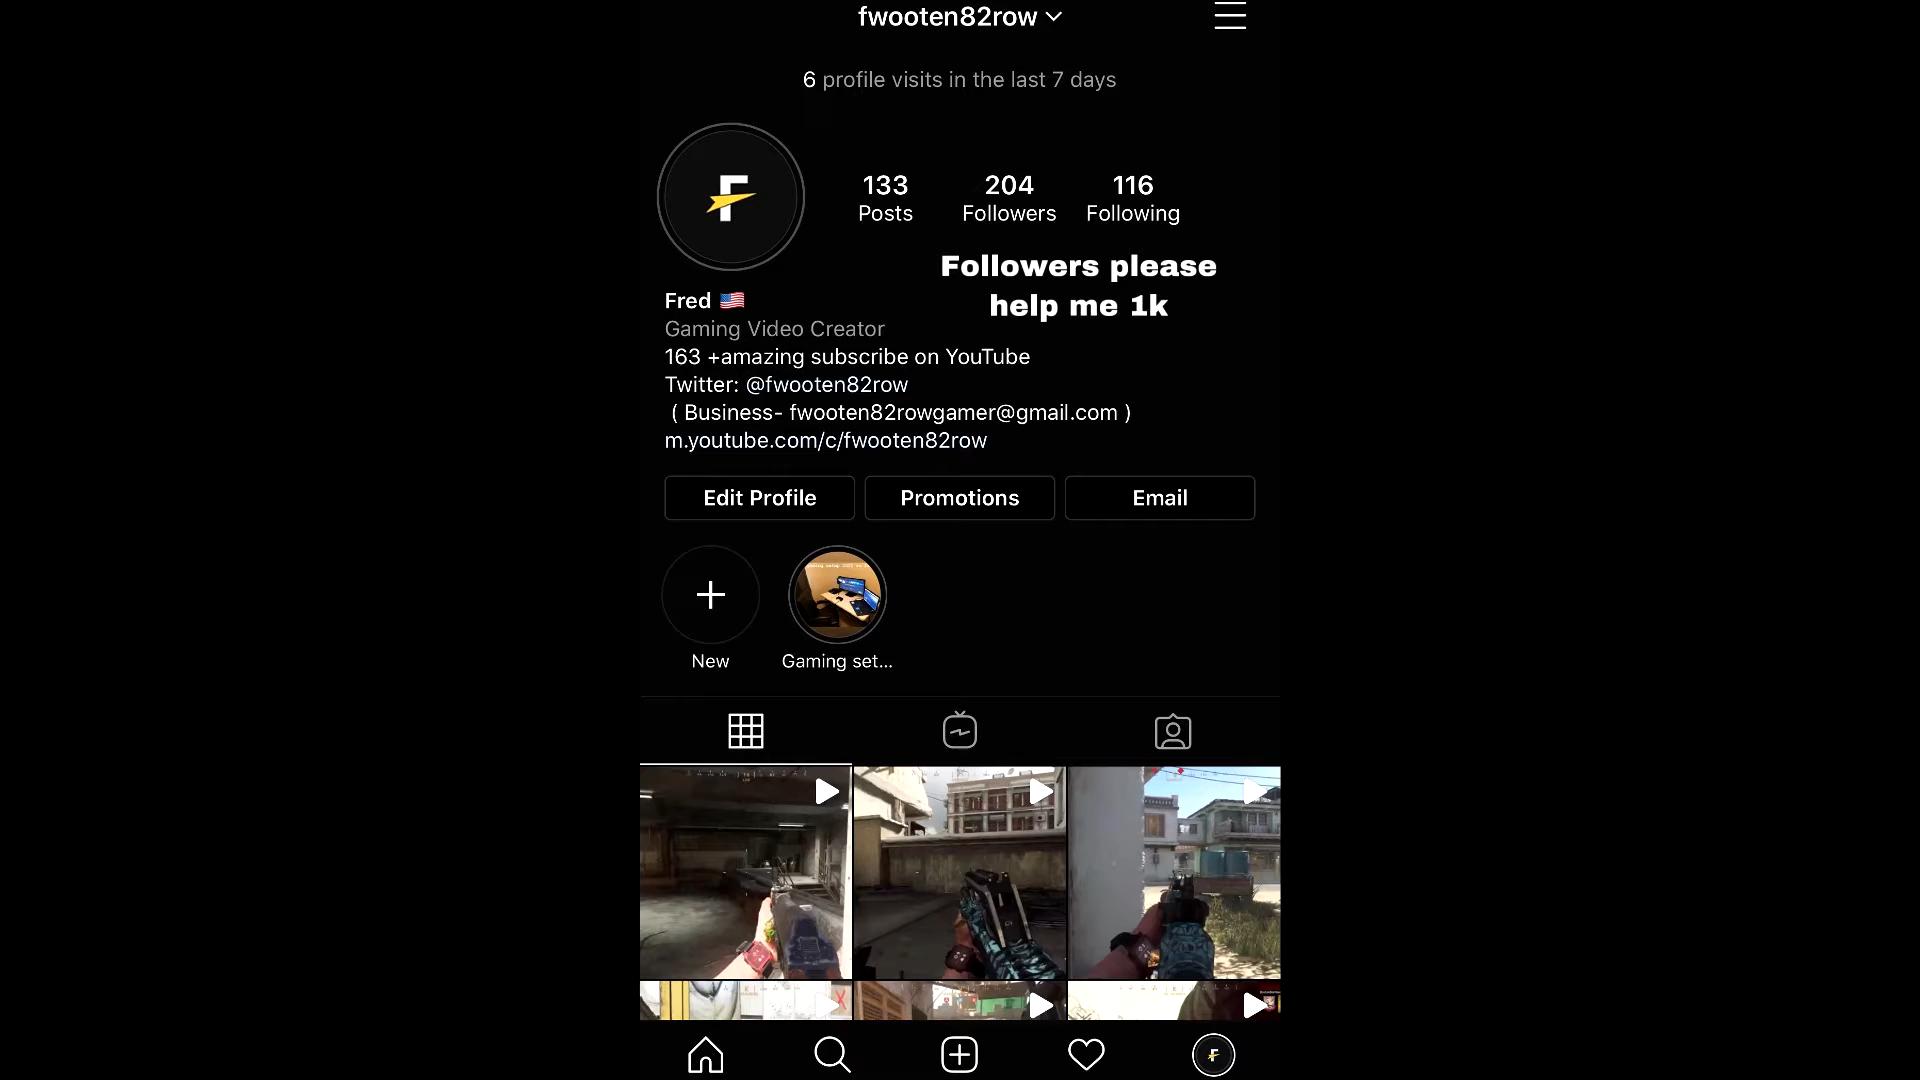 fwooten82row
6 profile visits in the last 7 days
F
133
Posts
204
Followers
116
Following
Followers please
help me 1k
Fred 🇺🇸
Gaming Video Creator
163 +amazing subscribe on YouTube
Twitter: @fwooten82row
( Business- fwooten82rowgamer@gmail.com )
m.youtube.com/c/fwooten82row
Edit Profile
Promotions
Email
New
Gaming set...